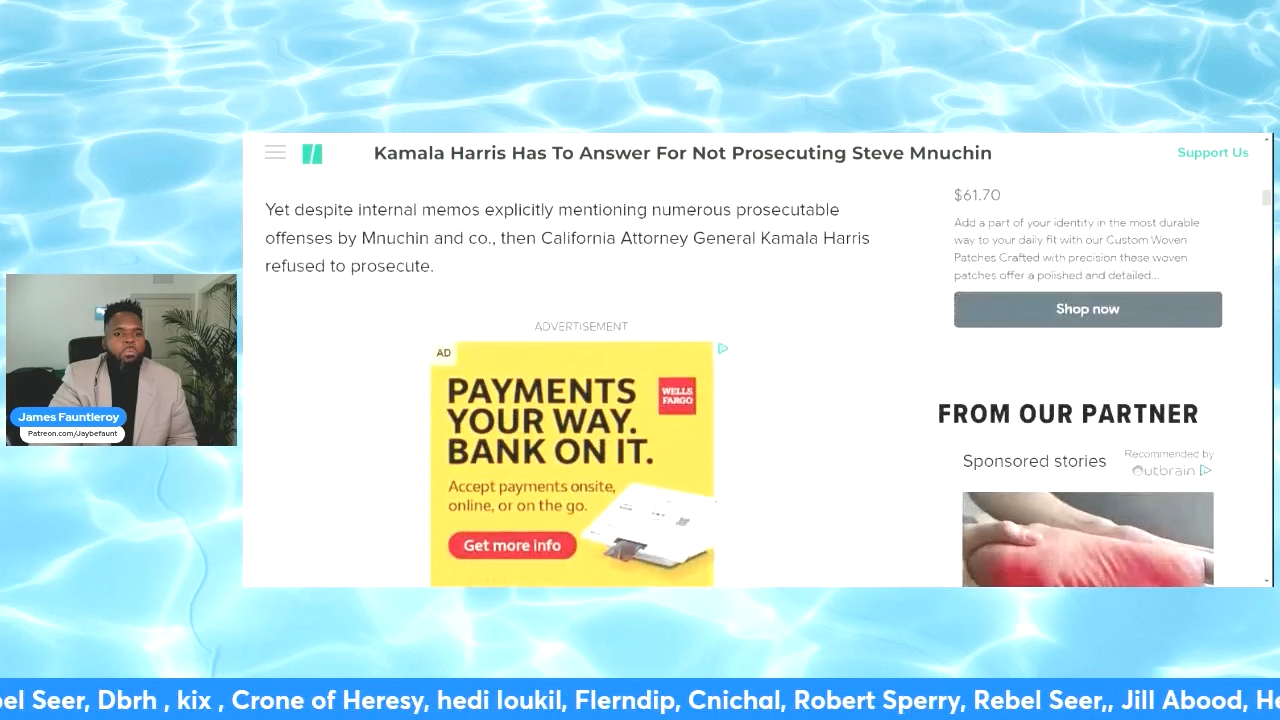 Kamala Harris Has To Answer For Not Prosecuting Steve Mnuchin
Support Us
Yet despite internal memos explicitly mentioning numerous prosecutable
offenses by Mnuchin and co., then California Attorney General Kamala Harris
refused to prosecute.
ADVERTISEMENT
AD
PAYMENTS
YOUR WAY.
BANK ON IT.
WELLS
FARGO
Accept payments onsite,
online, or on the go.
Get more info
$61.70
Add a part of your identity in the most durable
way to your daily fit with our Custom Woven
Patches Crafted with precision these woven
patches offer a polished and detailed...
Shop now
FROM OUR PARTNER
Sponsored stories
Recommended by
Outbrain
James Fauntleroy
Patreon.com/Jaybefaunt
bel Seer, Dbrh , kix , Crone of Heresy, hedi loukil, Flerndip, Cnichal, Robert Sperry, Rebel Seer,, Jill Abood, H